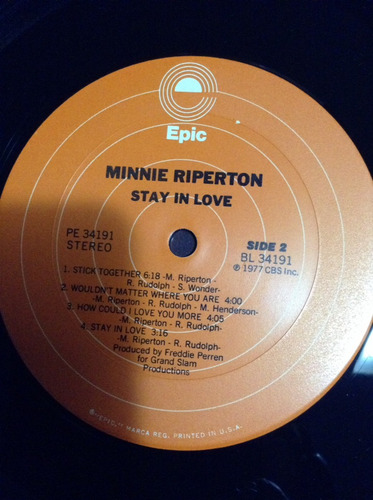 Epic
MINNIE RIPERTON
STAY IN LOVE
PE 34191
STEREO
SIDE 2
BL 34191
℗ 1977 CBS Inc.
1. STICK TOGETHER 6:18 -M. Riperton -
R. Rudolph - S. Wonder-
2. WOULDN'T MATTER WHERE YOU ARE 4:00
-M. Riperton - R. Rudolph - M. Henderson-
3. HOW COULD I LOVE YOU MORE 4:05
-M. Riperton - R. Rudolph-
4. STAY IN LOVE 3:16
-M. Riperton - R. Rudolph-
Produced by Freddie Perren
for Grand Slam
Productions
®-"EPIC," MARCA REG. PRINTED IN U.S.A.